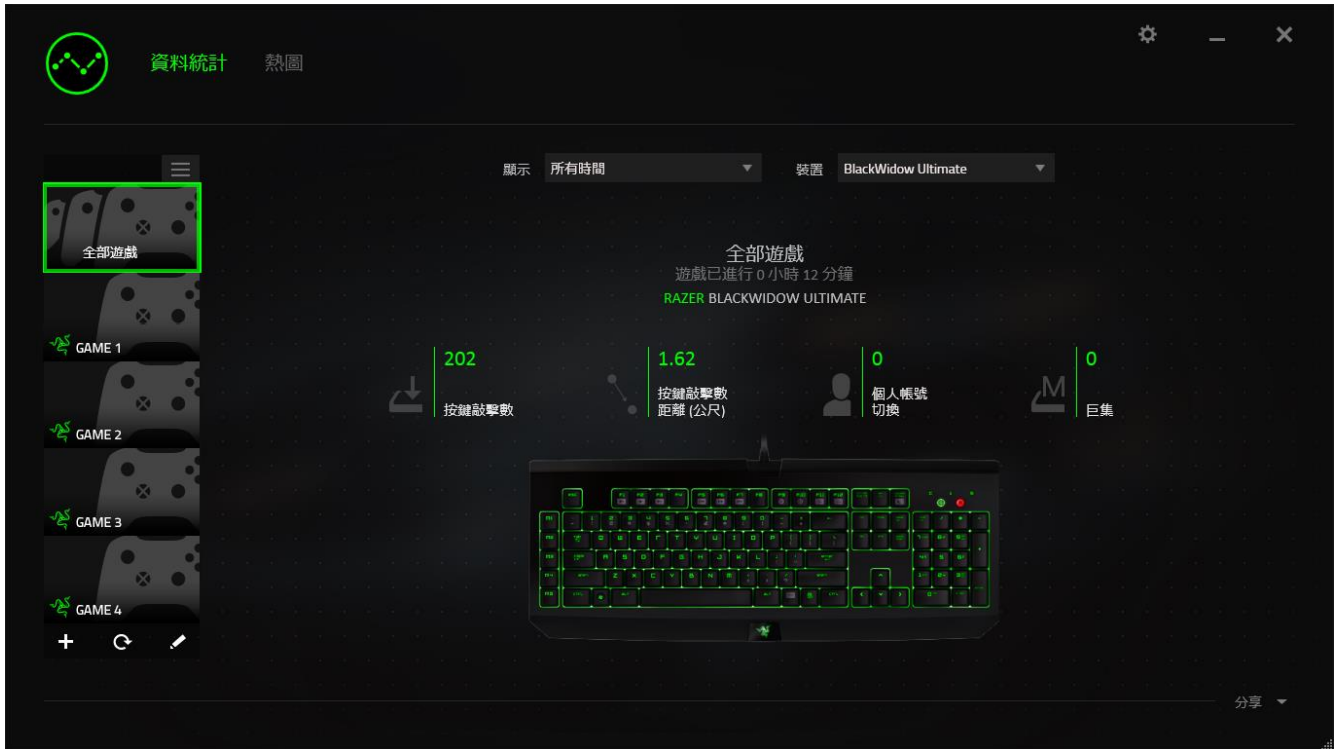 資料統計 熱圖
顯示 所有時間 裝置 BlackWidow Ultimate
全部遊戲
GAME 1
GAME 2
GAME 3
GAME 4
全部遊戲
遊戲已進行 0 小時 12 分鐘
RAZER BLACKWIDOW ULTIMATE
202
按鍵敲擊數
1.62
按鍵敲擊數
距離 (公尺)
0
個人帳號
切換
0
巨集
M
分享